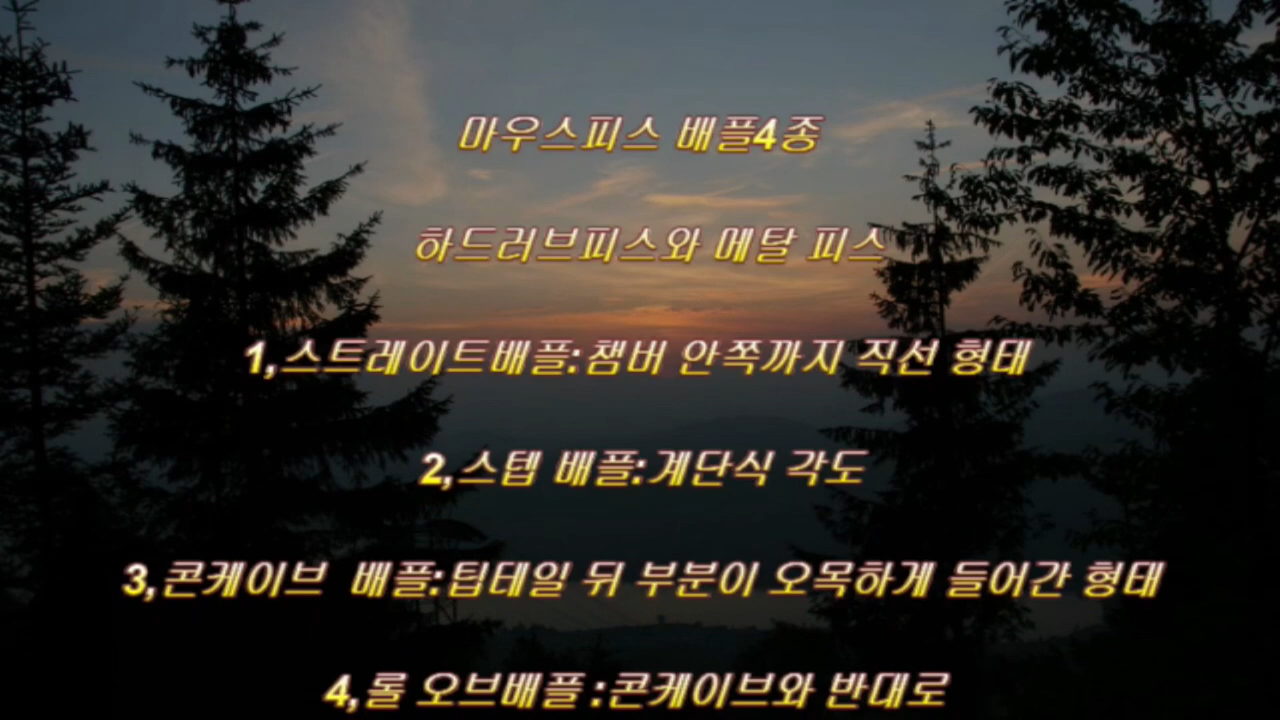 마우스피스 배플4종
하드러브피스와 메탈 피스
1,스트레이트배플:챔버 안쪽까지 직선 형태
2,스텝 배플:계단식 각도
3,콘케이브 배플:팁테일 뒤 부분이 오목하게 들어간 형태
4,롤 오브배플 :콘케이브와 반대로